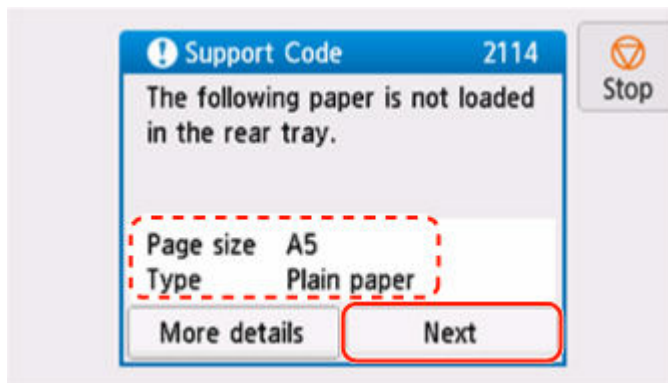 Support Code 2114
Stop
The following paper is not loaded
in the rear tray.
Page size A5
Type Plain paper
More details Next